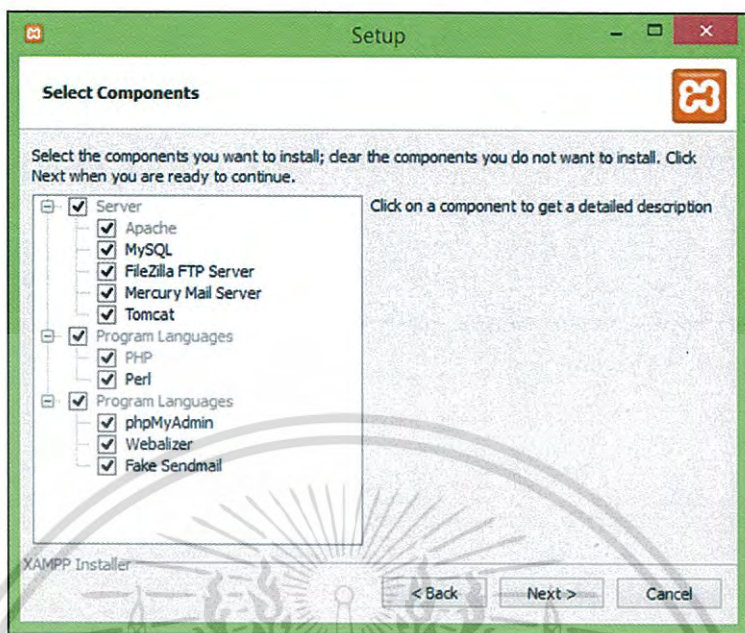 Setup
Select Components
Select the components you want to install; clear the components you do not want to install. Click
Next when you are ready to continue.
Server
Apache
MySQL
FileZilla FTP Server
Mercury Mail Server
Tomcat
Program Languages
PHP
Perl
Program Languages
phpMyAdmin
Webalizer
Fake Sendmail
Click on a component to get a detailed description
XAMPP Installer
< Back
Next >
Cancel